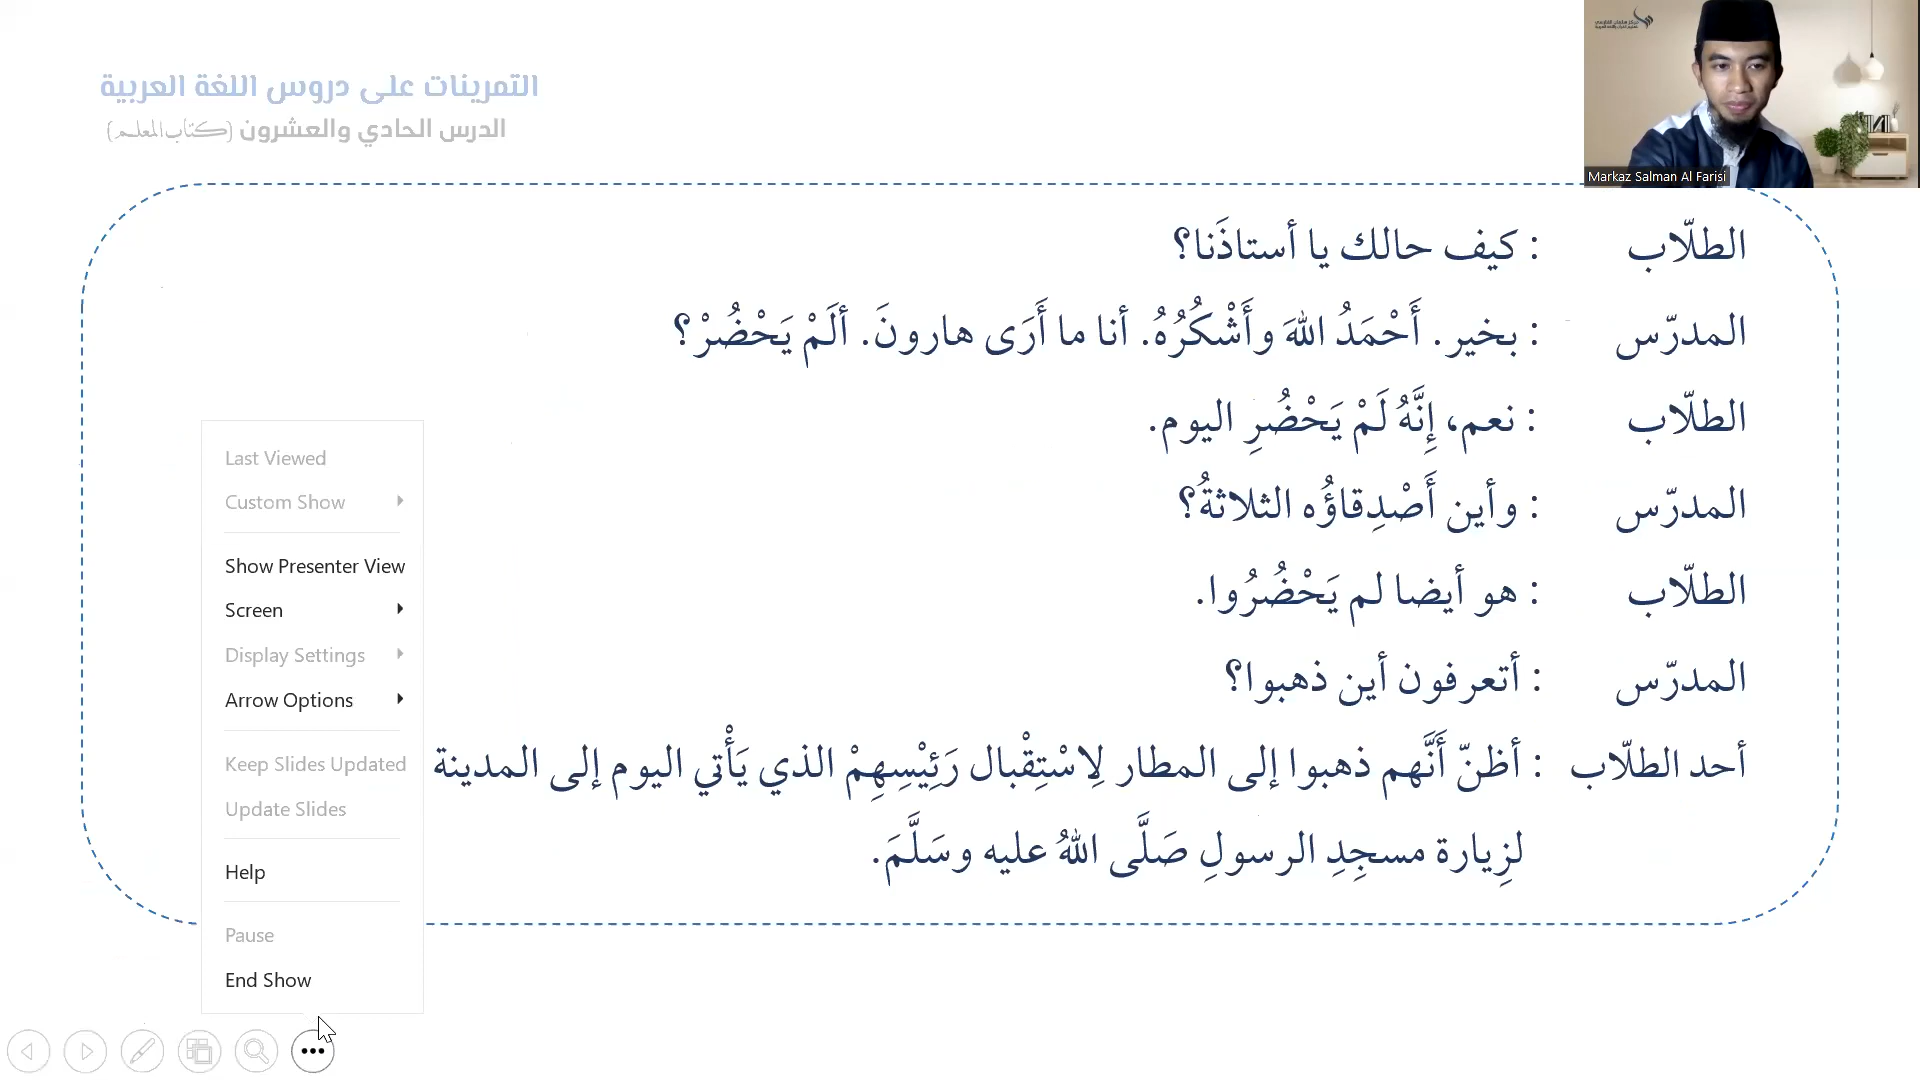 التمرينات على دروس اللغة العربية
الدرس الحادي والعشرون (كتاب المعلم)
Markaz Salman Al Farisi
الطلّاب : كيف حالك يا أستاذَنا؟
المدرّس : بخير. أَحْمَدُ اللهَ وأَشْكُرُهُ. أنا ما أَرَى هارونَ. ألَمْ يَحْضُرْ؟
الطلّاب : نعم، إِنَّهُ لَمْ يَحْضُرِ اليوم.
المدرّس : وأين أَصْدِقاؤُه الثلاثةُ؟
الطلّاب : هو أيضا لم يَحْضُرُوا.
المدرّس : أتعرفون أين ذهبوا؟
أحد الطلّاب : أظنّ أَنَّهم ذهبوا إلى المطار لِاسْتِقْبال رَئِيْسِهِمْ الذي يَأْتي اليوم إلى المدينة
لزِيارة مسجِدِ الرسولِ صَلَّى اللهُ عليه وسَلَّمَ.
Last Viewed
Custom Show
Show Presenter View
Screen
Display Settings
Arrow Options
Keep Slides Updated
Update Slides
Help
Pause
End Show